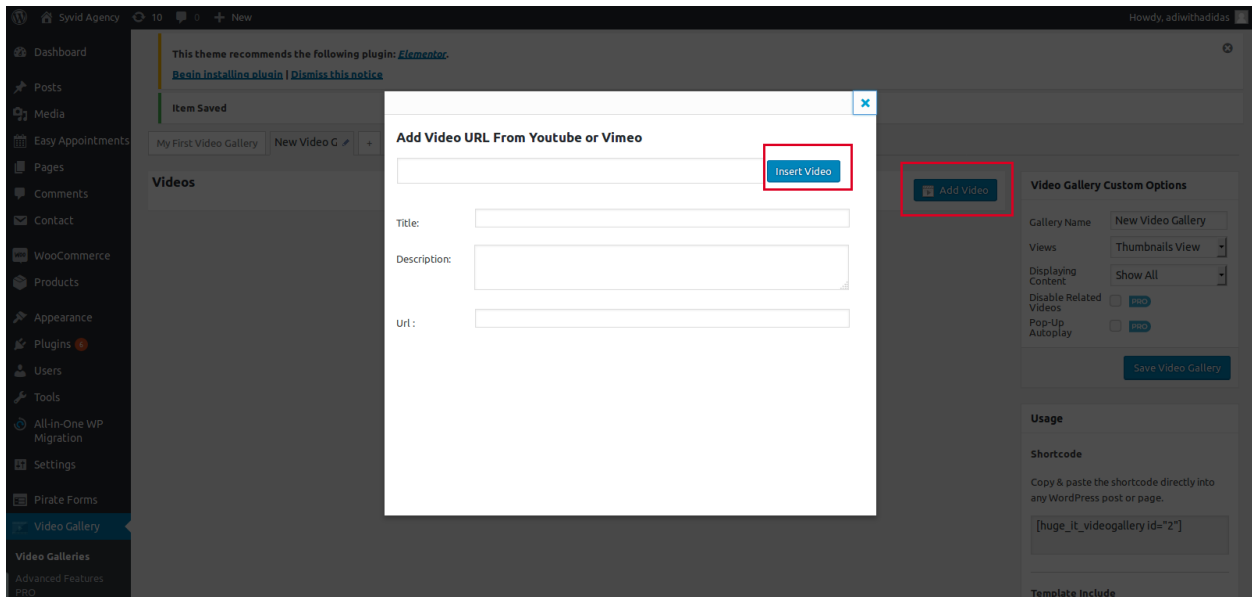 Syvid Agency 10 0 + New
Howdy, adiwithadidas
Dashboard
Posts
Media
Easy Appointments
Pages
Comments
Contact
WooCommerce
Products
Appearance
Plugins 6
Users
Tools
All-in-One WP
Migration
Settings
Pirate Forms
Video Gallery
Video Galleries
Advanced Features
PRO
This theme recommends the following plugin: Elementor.
Begin installing plugin | Dismiss this notice
Item Saved
My First Video Gallery New Video G +
Videos
Add Video
Add Video URL From Youtube or Vimeo
Insert Video
Title:
Description:
Url :
Video Gallery Custom Options
Gallery Name New Video Gallery
Views Thumbnails View
Displaying
Content
Show All
Disable Related
Videos
PRO
Pop-Up
Autoplay
PRO
Save Video Gallery
Usage
Shortcode
Copy & paste the shortcode directly into
any WordPress post or page.
[huge_it_videogallery id="2"]
Template Include